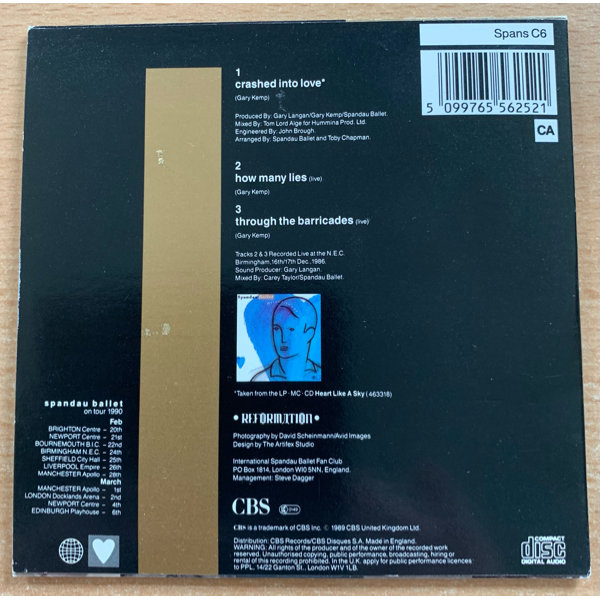 Spans C6
5 099765 562521
CA
1
crashed into love*
(Gary Kemp)
Produced By: Gary Langan/Gary Kemp/Spandau Ballet.
Mixed By: Tom Lord Alge for Hummina Prod. Ltd.
Engineered By: John Brough.
Arranged By: Spandau Ballet and Toby Chapman.
2
how many lies (live)
(Gary Kemp)
3
through the barricades (live)
(Gary Kemp)
Tracks 2 & 3 Recorded Live at the N.E.C.
Birmingham, 16th/17th Dec., 1986.
Sound Producer: Gary Langan.
Mixed By: Carey Taylor/Spandau Ballet.
Spandau Ballet
*Taken from the LP · MC · CD Heart Like A Sky (463318)
• REFORMATION •
Photography by David Scheinmann/Avid Images
Design by The Artifex Studio
International Spandau Ballet Fan Club
PO Box 1814, London WI0 5NN, England.
Management: Steve Dagger
CBS
CBS is a trademark of CBS Inc. © 1989 CBS United Kingdom Ltd.
Distribution: CBS Records/CBS Disques S.A. Made in England.
WARNING: All rights of the producer and of the owner of the recorded work
reserved. Unauthorised copying, public performance, broadcasting, hiring or
rental of this recording prohibited. In the U.K. apply for public performance licences
to PPL, 14/22 Ganton St., London W1V 1LB.
COMPACT
disc
DIGITAL AUDIO
spandau ballet
on tour 1990
Feb
BRIGHTON Centre – 20th
NEWPORT Centre – 21st
BOURNEMOUTH B.I.C. – 22nd
BIRMINGHAM N.E.C. – 24th
SHEFFIELD City Hall – 25th
LIVERPOOL Empire – 26th
MANCHESTER Apollo – 28th
March
MANCHESTER Apollo – 1st
LONDON Docklands Arena – 2nd
NEWPORT Centre – 4th
EDINBURGH Playhouse – 6th